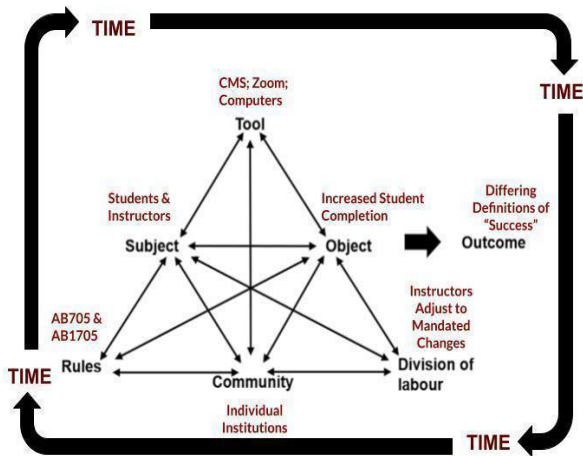 TIME
TIME
CMS; Zoom;
Computers
Tool
Students &
Instructors
Subject
Increased Student
Completion
Object
Differing
Definitions of
"Success"
Outcome
AB705 &
AB1705
Rules
Instructors
Adjust to
Mandated
Changes
Division of
labour
Community
Individual
Institutions
TIME
TIME